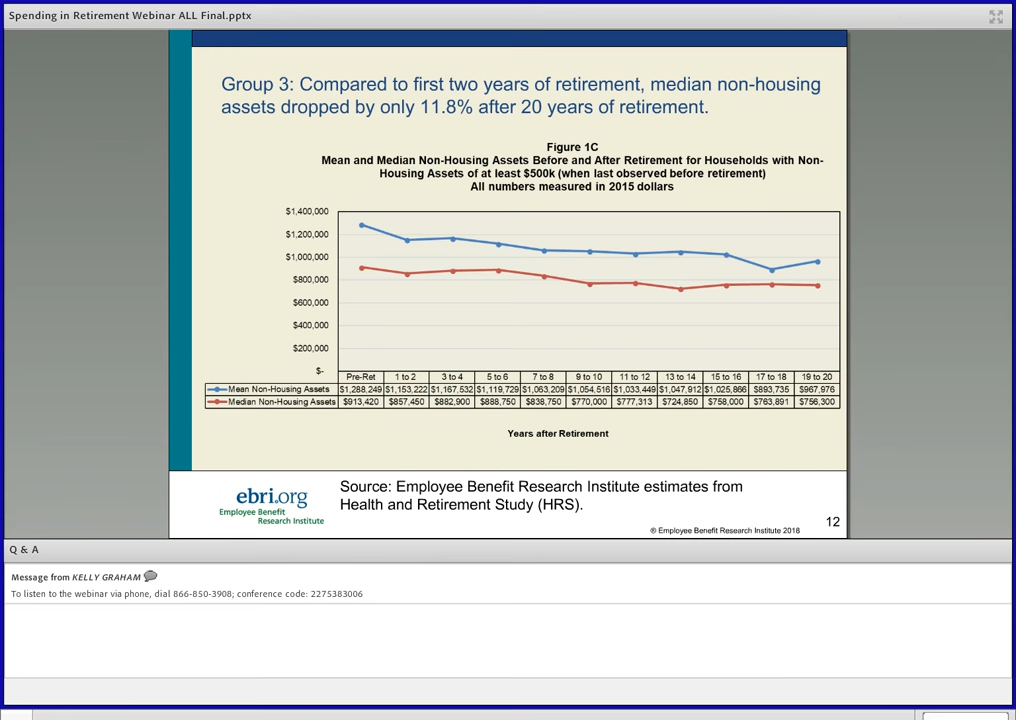 Spending in Retirement Webinar ALL Final.pptx
Group 3: Compared to first two years of retirement, median non-housing
assets dropped by only 11.8% after 20 years of retirement.
Figure 1C
Mean and Median Non-Housing Assets Before and After Retirement for Households with Non-
Housing Assets of at least $500k (when last observed before retirement)
All numbers measured in 2015 dollars
$1,400,000
$1,200,000
$1,000,000
$800,000
$600,000
$400,000
$200,000
$-
Pre-Ret 1 to 2 3 to 4 5 to 6 7 to 8 9 to 10 11 to 12 13 to 14 15 to 16 17 to 18 19 to 20
Mean Non-Housing Assets $1,288,249 $1,153,222 $1,167,532 $1,119,729 $1,063,209 $1,054,516 $1,033,449 $1,047,912 $1,025,866 $893,735 $967,976
Median Non-Housing Assets $913,420 $857,450 $882,900 $888,750 $838,750 $770,000 $777,313 $724,850 $758,000 $763,891 $756,300
Years after Retirement
ebri.org
Employee Benefit
Research Institute
Source: Employee Benefit Research Institute estimates from
Health and Retirement Study (HRS).
12
® Employee Benefit Research Institute 2018
Q & A
Message from KELLY GRAHAM
To listen to the webinar via phone, dial 866-850-3908; conference code: 2275383006